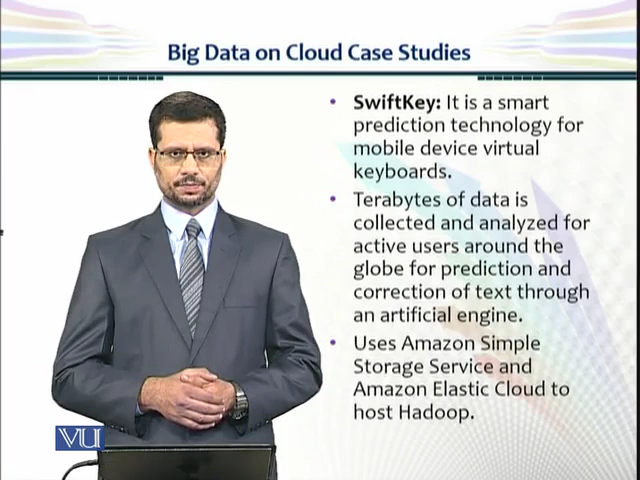 Big Data on Cloud Case Studies
• SwiftKey: It is a smart
prediction technology for
mobile device virtual
keyboards.
• Terabytes of data is
collected and analyzed for
active users around the
globe for prediction and
correction of text through
an artificial engine.
• Uses Amazon Simple
Storage Service and
Amazon Elastic Cloud to
host Hadoop.
VU